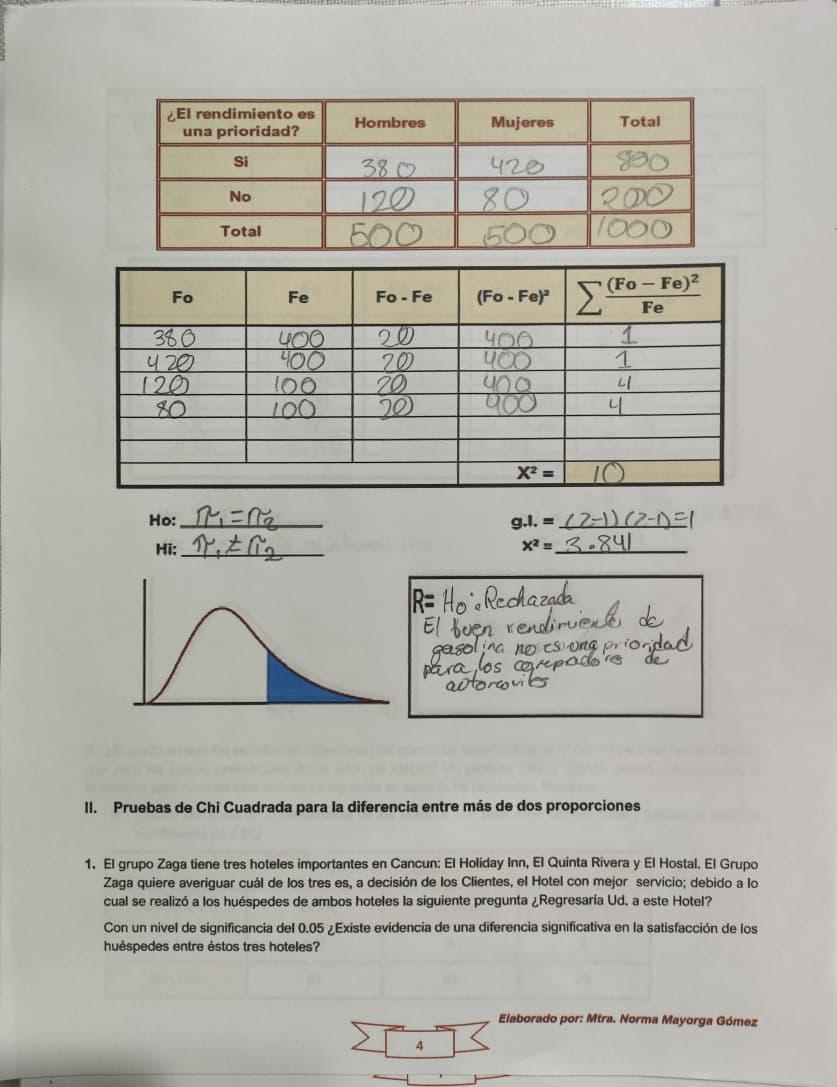 ¿El rendimiento es una prioridad? Hombres Mujeres Total
Si 380 420 800
No 120 80 200
Total 500 500 1000
Fo Fe Fo - Fe (Fo - Fe)² ∑ (Fo − Fe)² / Fe
380 400 20 400 1
420 400 20 400 1
120 100 20 400 4
80 100 20 400 4
X² = 10
Ho: π₁ = π₂
g.l. = (2-1)(2-1)=1
Hi: π₁ ≠ π₂
X² = 3.841
R= Ho: Rechazada
El buen rendimiento de
gasolina no es una prioridad
para los de
II. Pruebas de Chi Cuadrada para la diferencia entre más de dos proporciones
1. El grupo Zaga tiene tres hoteles importantes en Cancun: El Holiday Inn, El Quinta Rivera y El Hostal. El Grupo
Zaga quiere averiguar cuál de los tres es, a decisión de los Clientes, el Hotel con mejor servicio; debido a lo
cual se realizó a los huéspedes de ambos hoteles la siguiente pregunta ¿Regresaría Ud. a este Hotel?
Con un nivel de significancia del 0.05 ¿Existe evidencia de una diferencia significativa en la satisfacción de los
huéspedes entre éstos tres hoteles?
Elaborado por: Mtra. Norma Mayorga Gómez
4